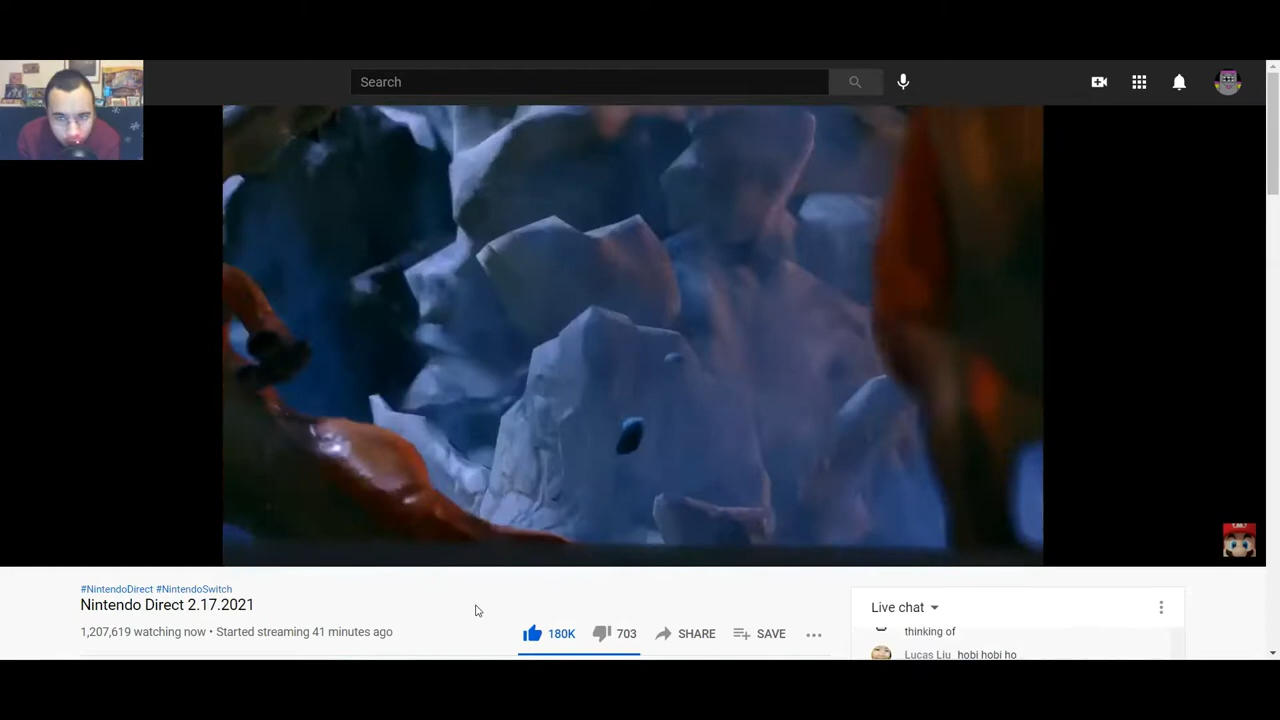 Search
#NintendoDirect #NintendoSwitch
Nintendo Direct 2.17.2021
1,207,619 watching now • Started streaming 41 minutes ago
180K 703 SHARE SAVE
Live chat
thinking of
Lucas Liu hobi hobi ho